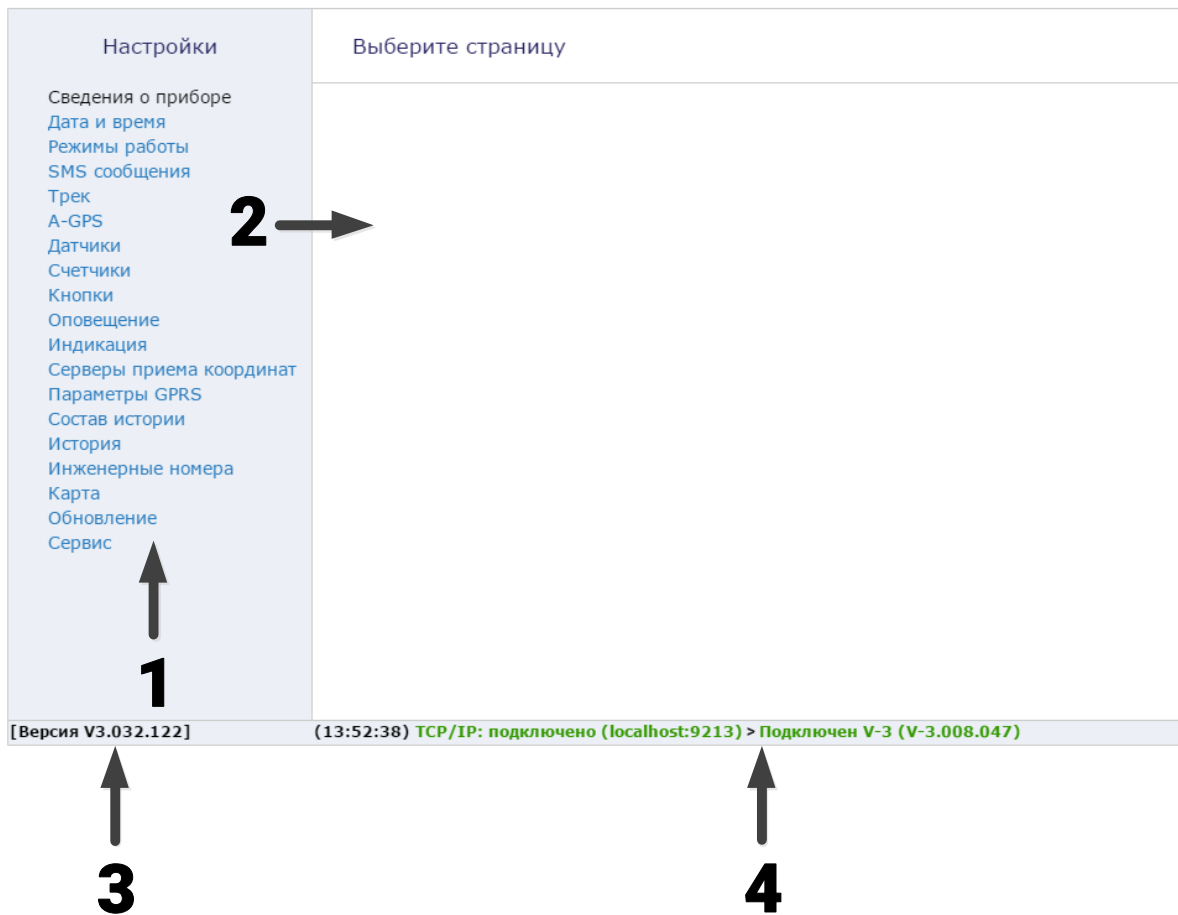 Настройки
Выберите страницу
Сведения о приборе
Дата и время
Режимы работы
SMS сообщения
Трек
A-GPS
Датчики
Счетчики
Кнопки
Оповещение
Индикация
Серверы приема координат
Параметры GPRS
Состав истории
История
Инженерные номера
Карта
Обновление
Сервис
2
1
[Версия V3.032.122]
(13:52:38) TCP/IP: подключено (localhost:9213) > Подключен V-3 (V-3.008.047)
3
4